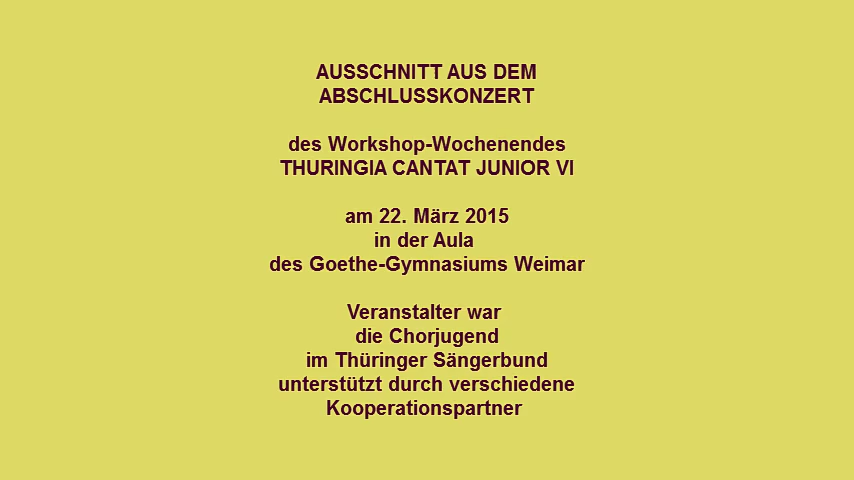 AUSSCHNITT AUS DEM
ABSCHLUSSKONZERT
des Workshop-Wochenendes
THURINGIA CANTAT JUNIOR VI
am 22. März 2015
in der Aula
des Goethe-Gymnasiums Weimar
Veranstalter war
die Chorjugend
im Thüringer Sängerbund
unterstützt durch verschiedene
Kooperationspartner